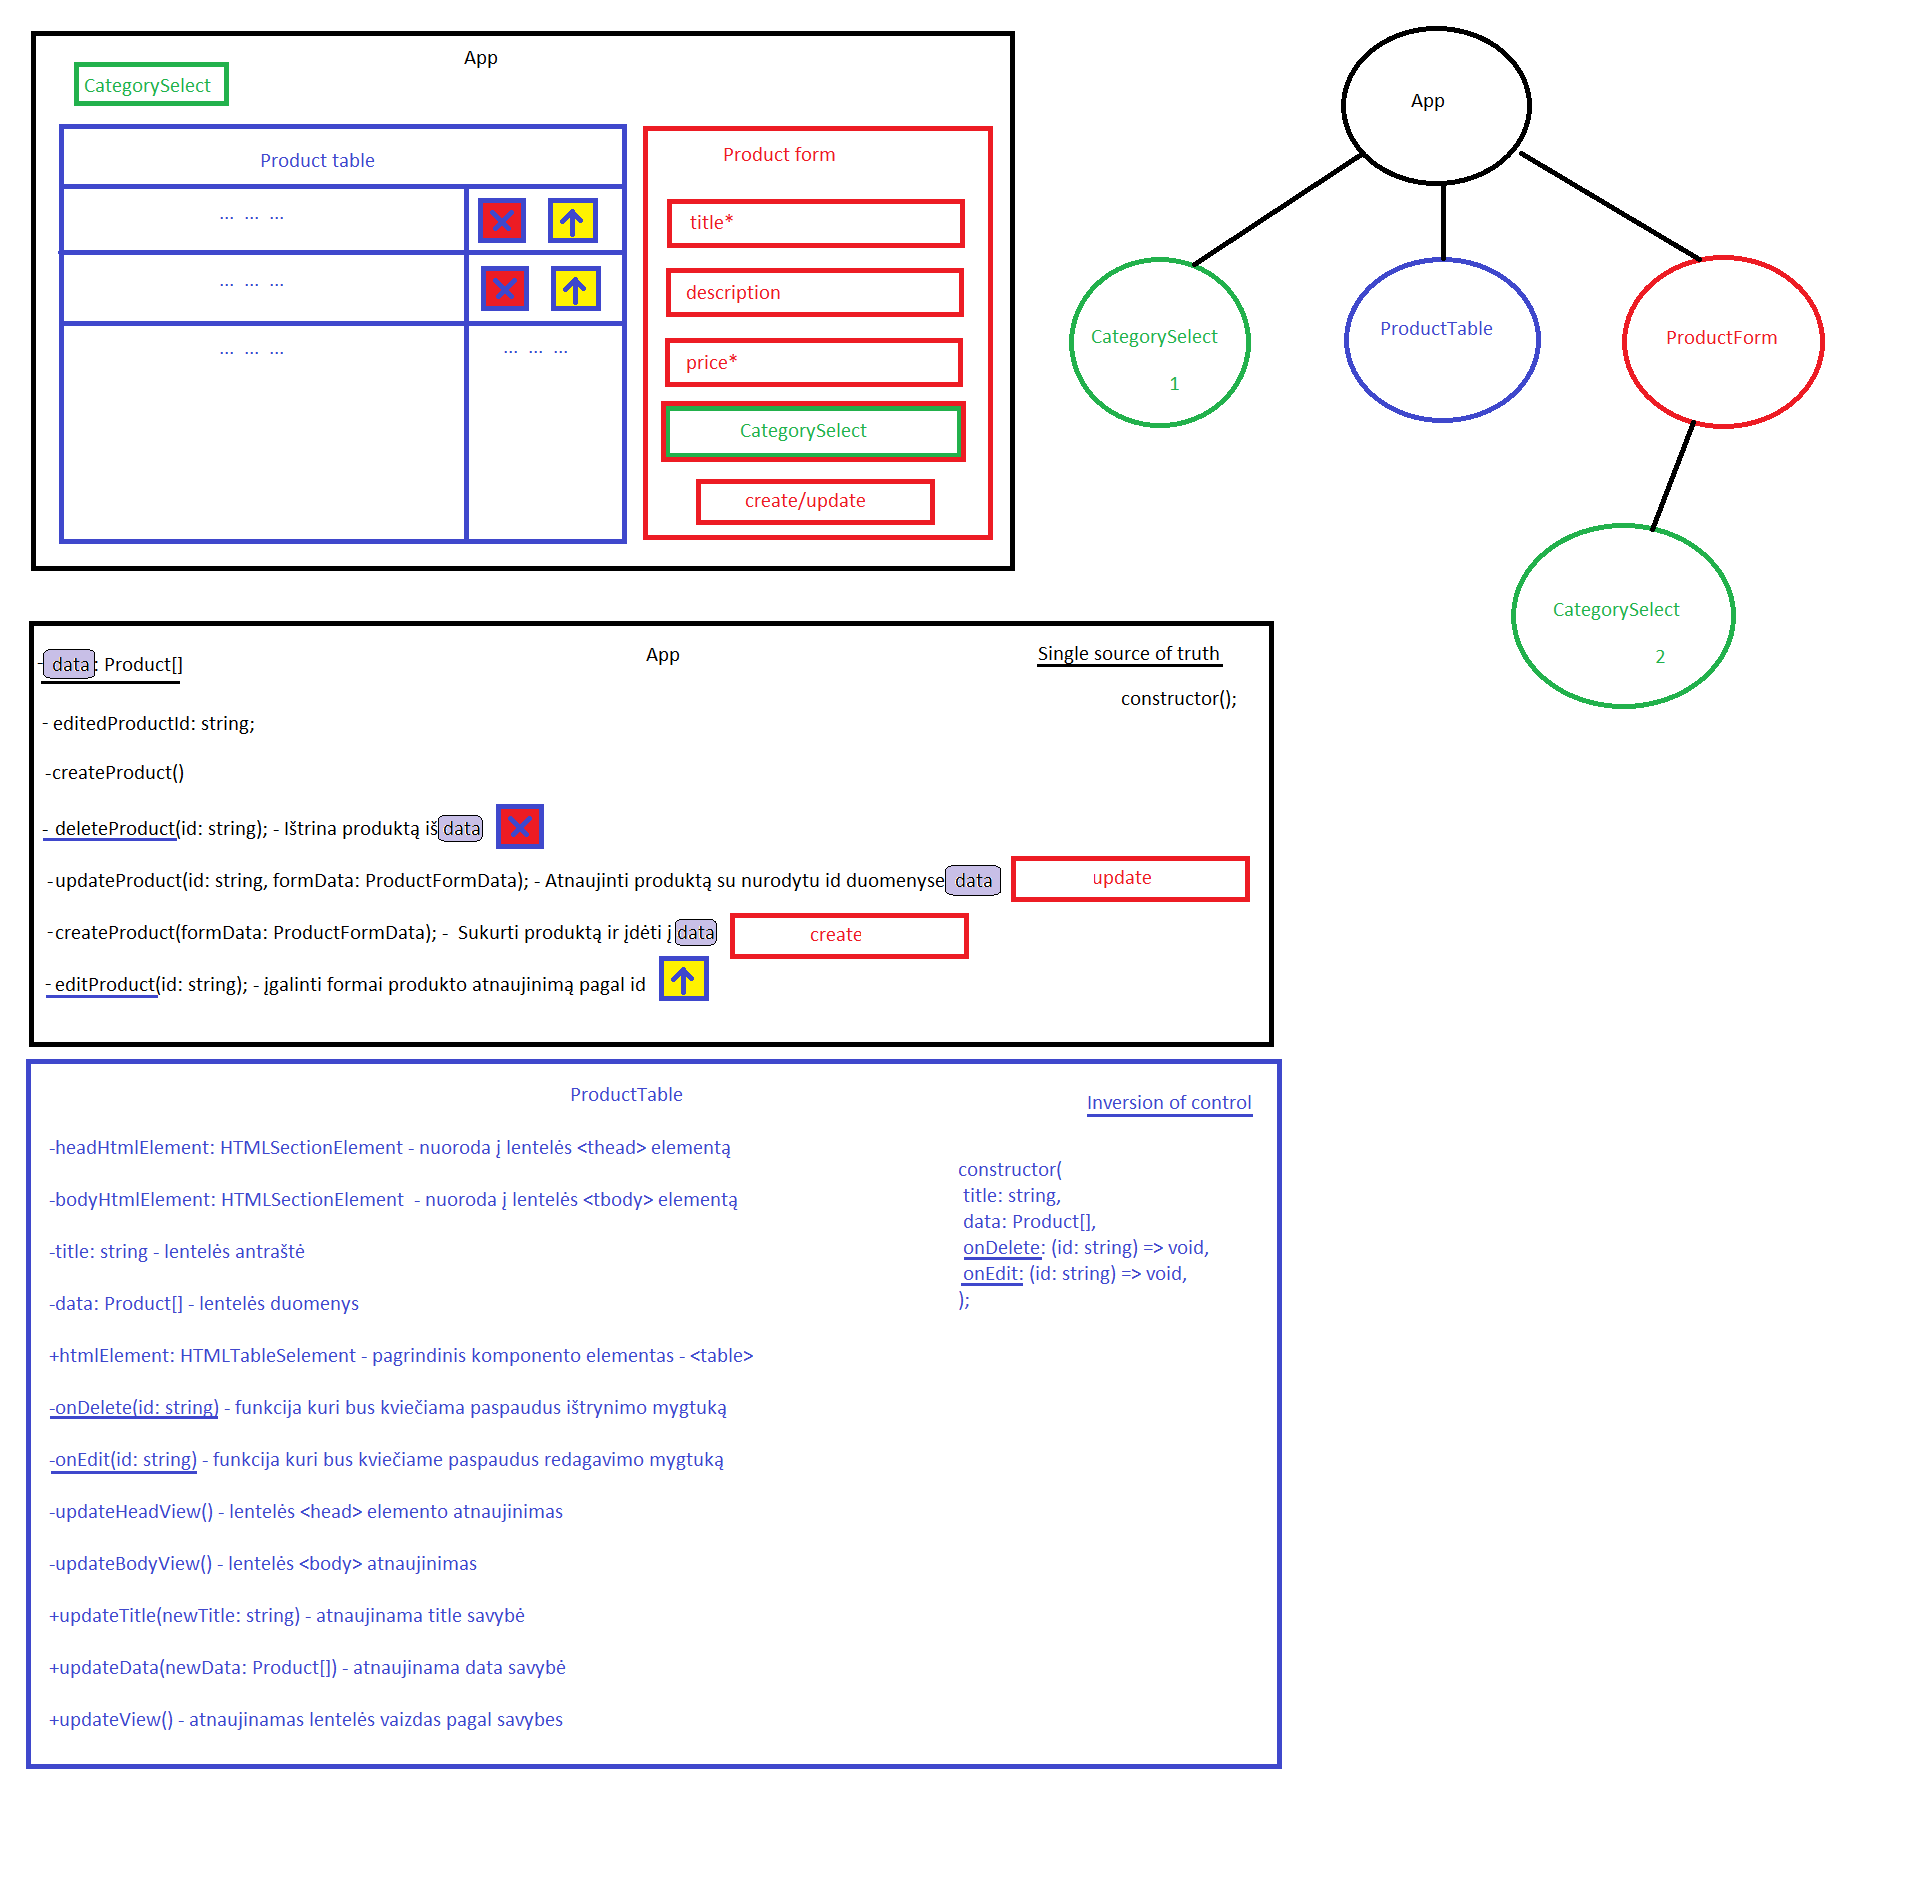 App
CategorySelect
Product table
... ... ...
... ... ...
... ... ...
... ... ...
Product form
title*
description
price*
CategorySelect
create/update
App
CategorySelect
1
ProductTable
ProductForm
CategorySelect
2
App
Single source of truth
constructor();
- data: Product[]
- editedProductId: string;
-createProduct()
- deleteProduct(id: string); - Ištrina produktą iš data
-updateProduct(id: string, formData: ProductFormData); - Atnaujinti produktą su nurodytu id duomenyse data
update
-createProduct(formData: ProductFormData); - Sukurti produktą ir įdėti į data
create
- editProduct(id: string); - įgalinti formai produkto atnaujinimą pagal id
ProductTable
Inversion of control
-headHtmlElement: HTMLSectionElement - nuoroda į lentelės <thead> elementą
-bodyHtmlElement: HTMLSectionElement - nuoroda į lentelės <tbody> elementą
-title: string - lentelės antraštė
-data: Product[] - lentelės duomenys
+htmlElement: HTMLTableSelement - pagrindinis komponento elementas - <table>
-onDelete(id: string) - funkcija kuri bus kviečiama paspaudus ištrynimo mygtuką
-onEdit(id: string) - funkcija kuri bus kviečiame paspaudus redagavimo mygtuką
-updateHeadView() - lentelės <head> elemento atnaujinimas
-updateBodyView() - lentelės <body> atnaujinimas
+updateTitle(newTitle: string) - atnaujinama title savybė
+updateData(newData: Product[]) - atnaujinama data savybė
+updateView() - atnaujinamas lentelės vaizdas pagal savybes
constructor(
title: string,
data: Product[],
onDelete: (id: string) => void,
onEdit: (id: string) => void,
);